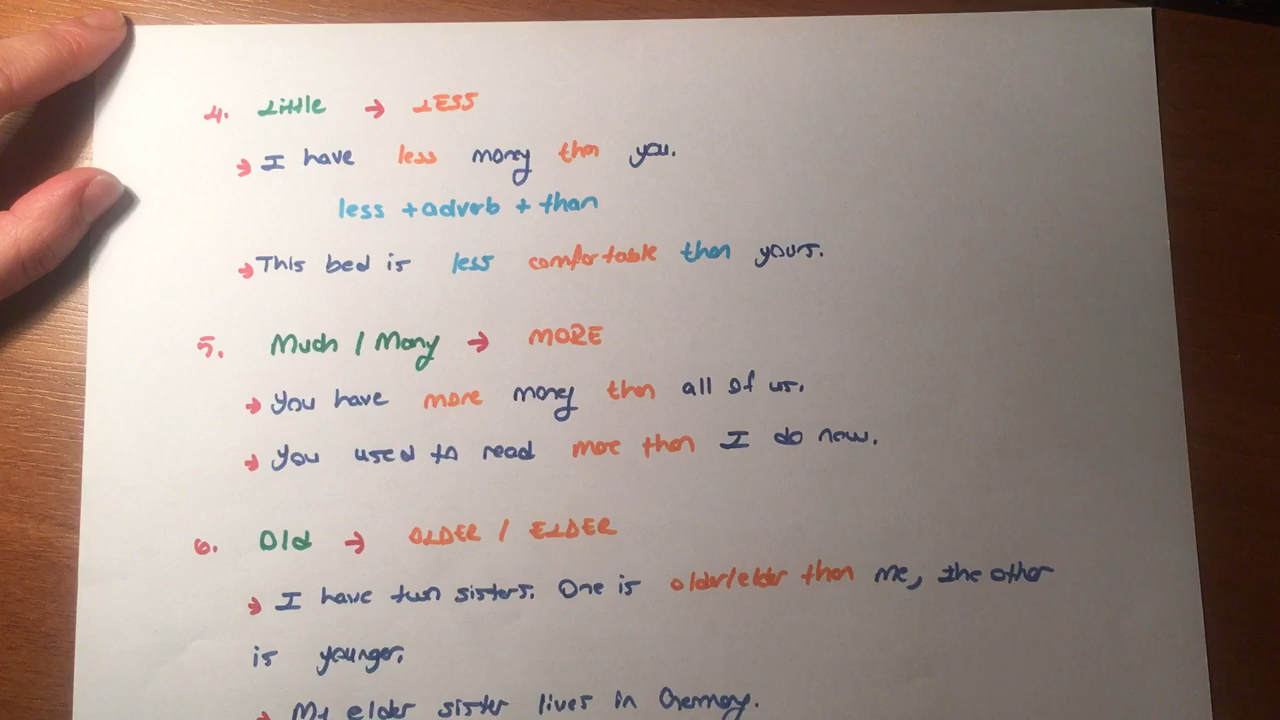 4. Little → LESS
→ I have less money than you.
less + adverb + than
→ This bed is less comfortable than yours.
5. Much / Many → MORE
→ You have more money than all of us.
→ You used to read more than I do now.
6. Old → OLDER / ELDER
→ I have two sisters. One is older/elder than me, the other
is younger.
→ My elder sister lives in Germany.